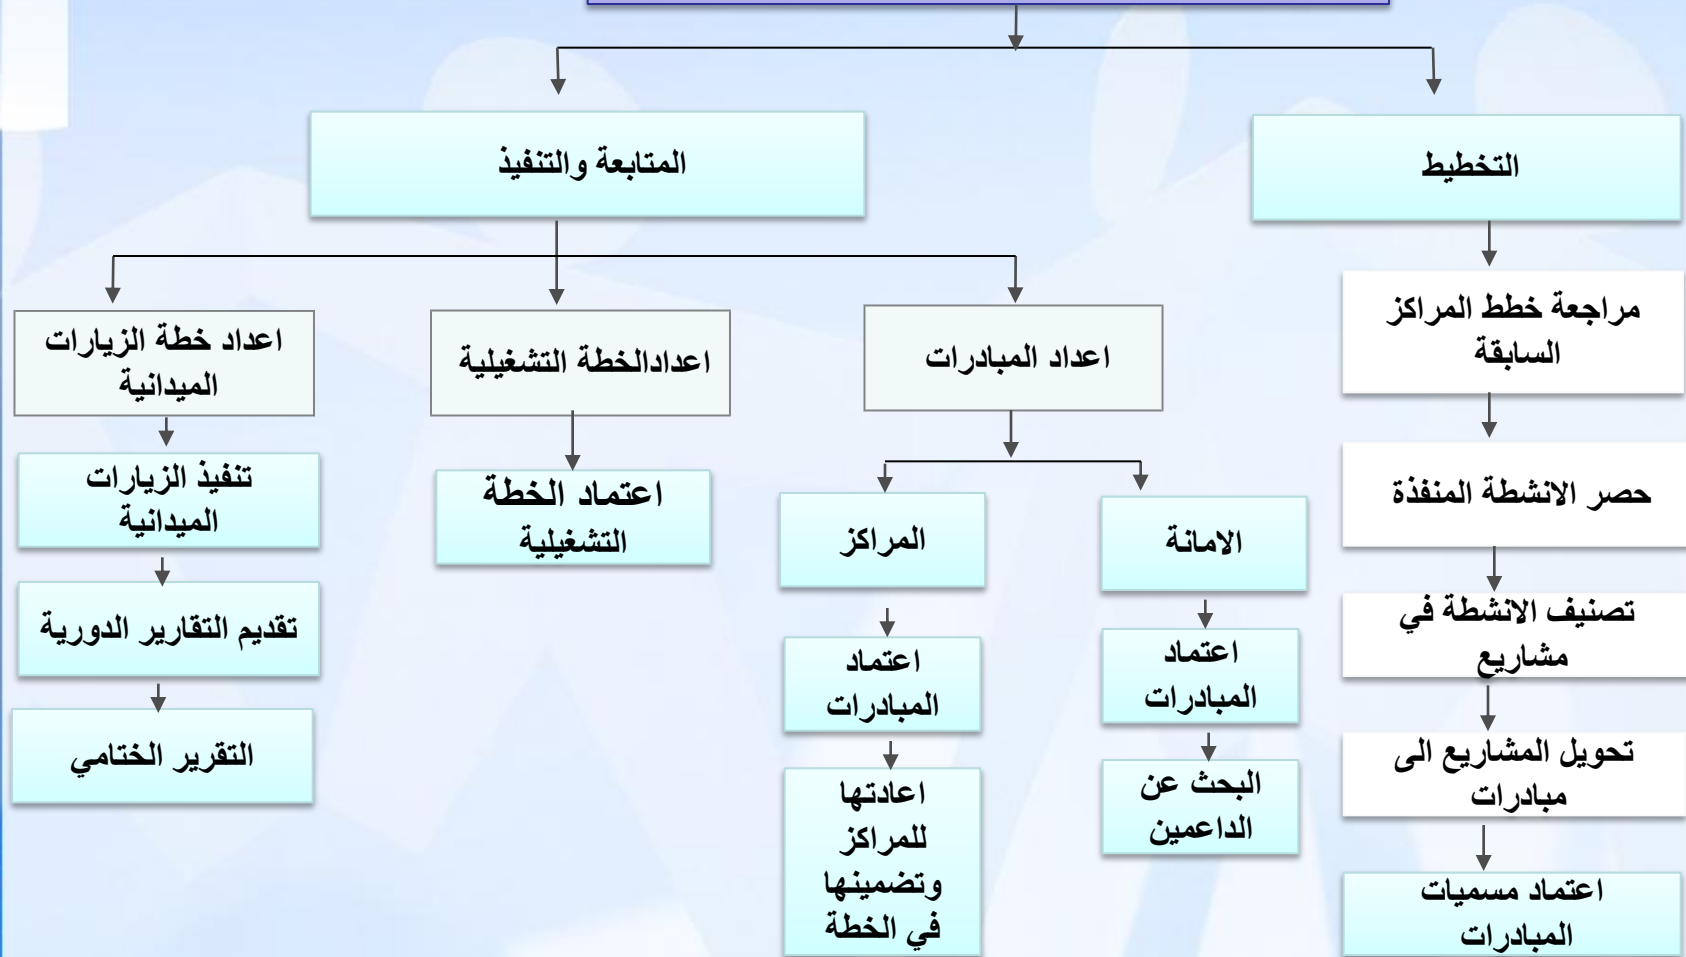 التخطيط
المتابعة والتنفيذ
مراجعة خطط المراكز
السابقة
حصر الانشطة المنفذة
تصنيف الانشطة في
مشاريع
تحويل المشاريع الى
مبادرات
اعتماد مسميات
المبادرات
اعداد المبادرات
الامانة
اعتماد
المبادرات
البحث عن
الداعمين
المراكز
اعتماد
المبادرات
اعادتها
للمراكز
وتضمينها
في الخطة
اعدادالخطة التشغيلية
اعتماد الخطة
التشغيلية
اعداد خطة الزيارات
الميدانية
تنفيذ الزيارات
الميدانية
تقديم التقارير الدورية
التقرير الختامي